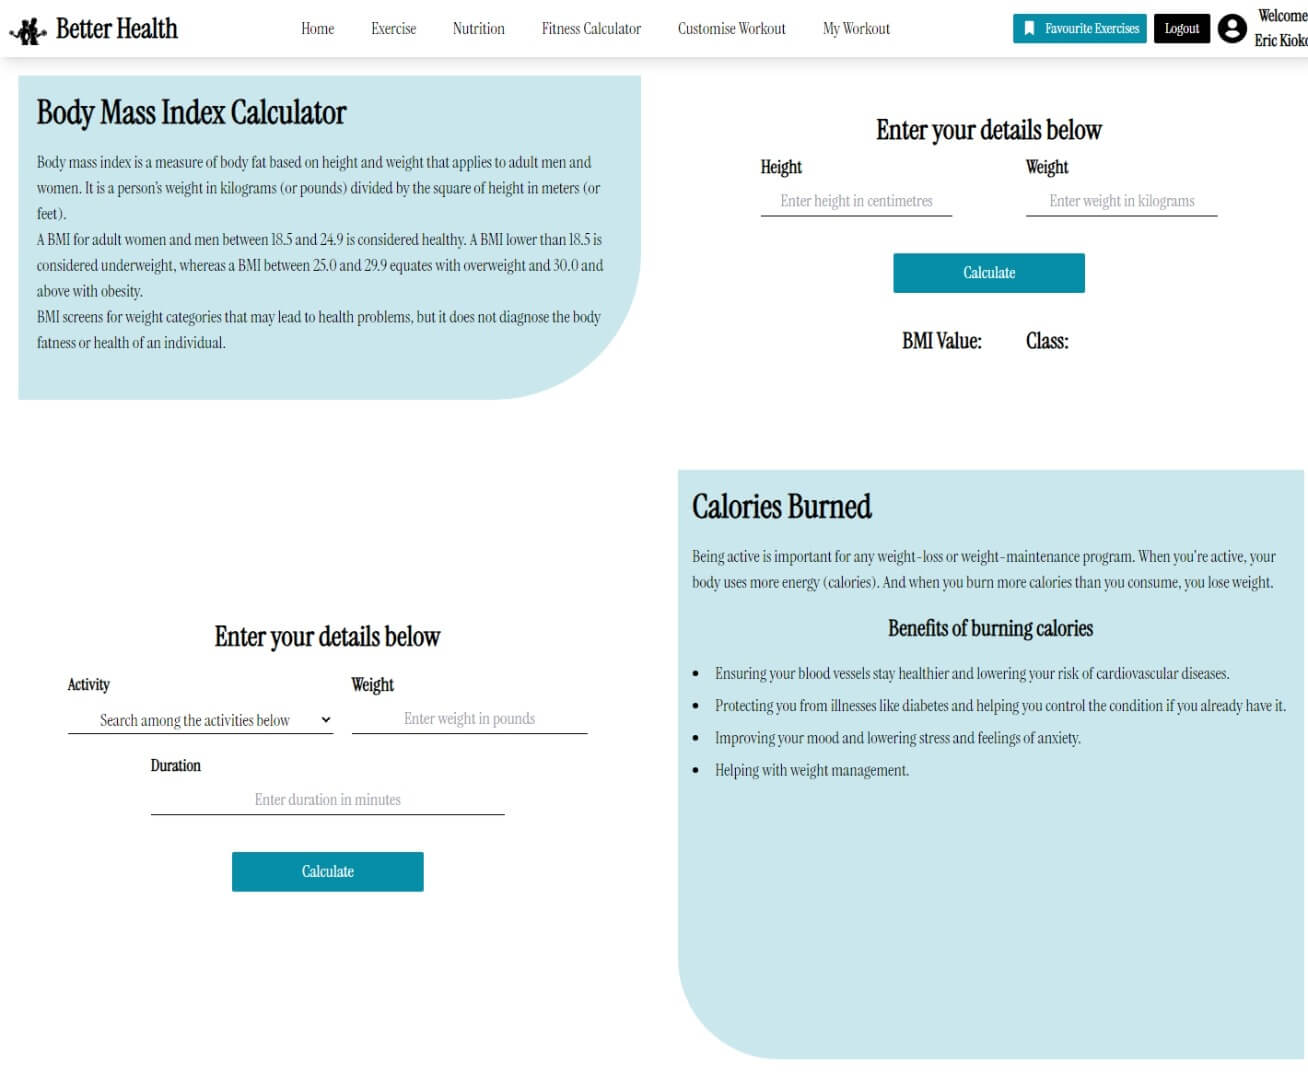 Better Health
Home Exercise Nutrition Fitness Calculator Customise Workout My Workout
Favourite Exercises Logout
Welcome
Eric Kioko
Body Mass Index Calculator
Body mass index is a measure of body fat based on height and weight that applies to adult men and
women. It is a person's weight in kilograms (or pounds) divided by the square of height in meters (or
feet).
A BMI for adult women and men between 18.5 and 24.9 is considered healthy. A BMI lower than 18.5 is
considered underweight, whereas a BMI between 25.0 and 29.9 equates with overweight and 30.0 and
above with obesity.
BMI screens for weight categories that may lead to health problems, but it does not diagnose the body
fatness or health of an individual.
Enter your details below
Height Weight
Enter height in centimetres Enter weight in kilograms
Calculate
BMI Value: Class:
Enter your details below
Activity Weight
Search among the activities below Enter weight in pounds
Duration
Enter duration in minutes
Calculate
Calories Burned
Being active is important for any weight-loss or weight-maintenance program. When you're active, your
body uses more energy (calories). And when you burn more calories than you consume, you lose weight.
Benefits of burning calories
Ensuring your blood vessels stay healthier and lowering your risk of cardiovascular diseases.
Protecting you from illnesses like diabetes and helping you control the condition if you already have it.
Improving your mood and lowering stress and feelings of anxiety.
Helping with weight management.